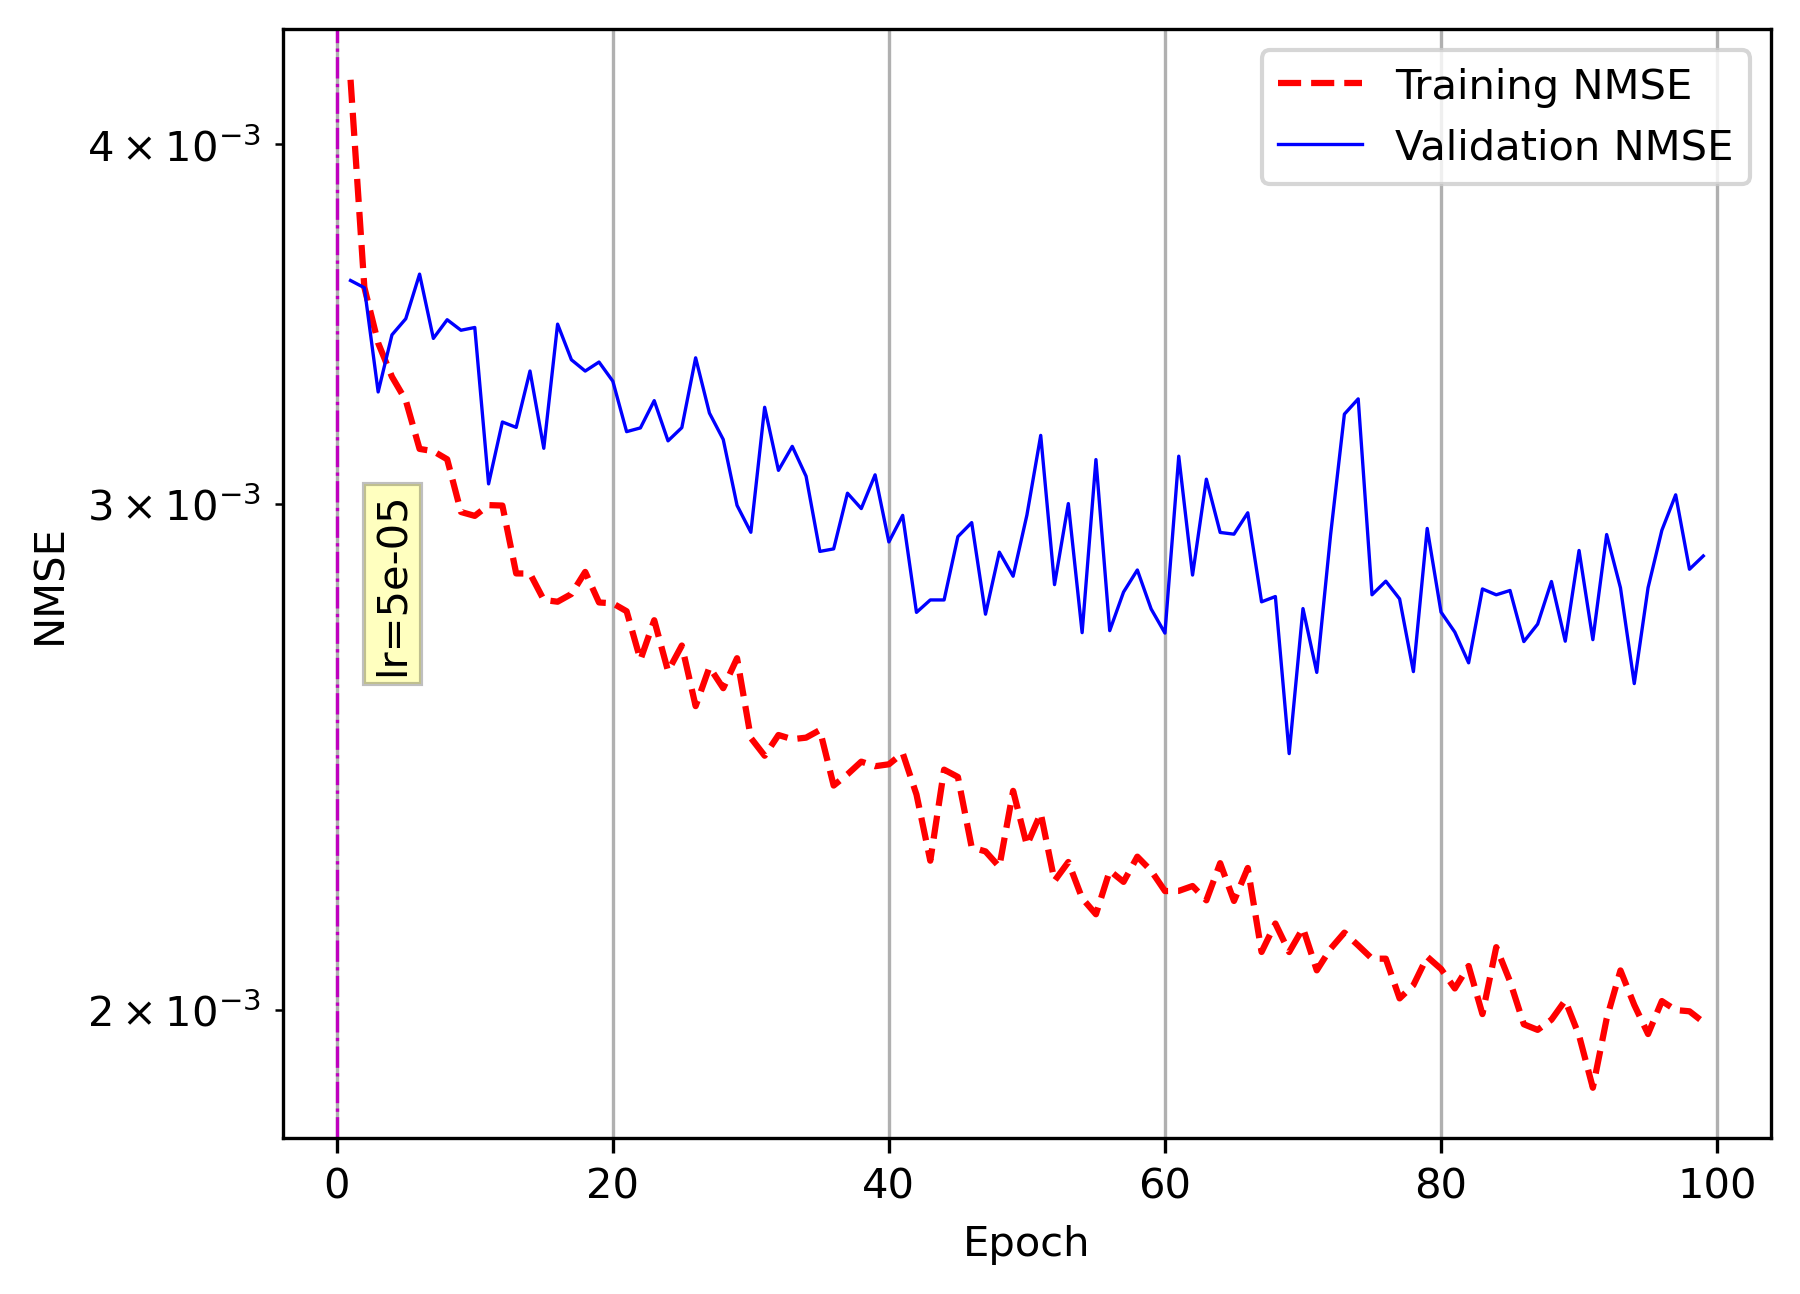 Training NMSE
Validation NMSE
4 × 10⁻³
3 × 10⁻³
2 × 10⁻³
NMSE
lr=5e-05
0 20 40 60 80 100
Epoch